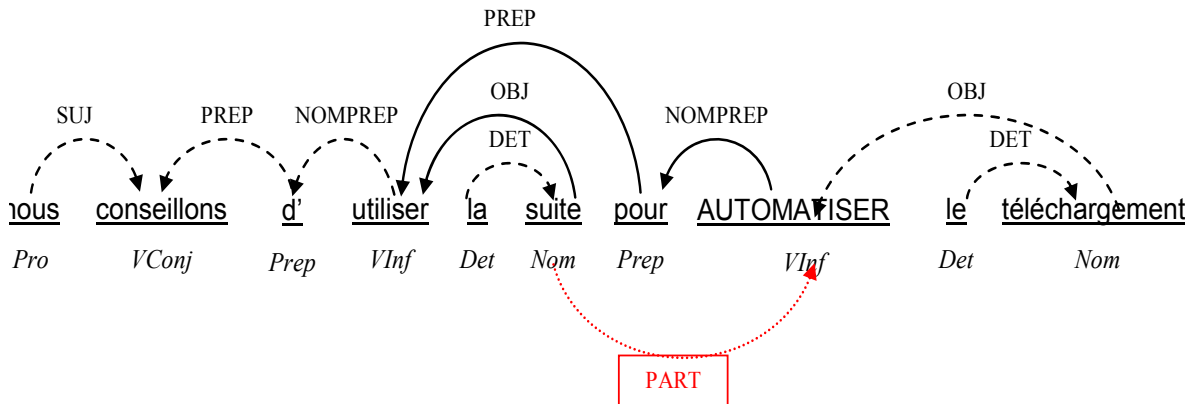 PREP
OBJ OBJ
SUJ PREP NOMPREP DET NOMPREP DET
nous conseillons d' utiliser la suite pour AUTOMATISER le téléchargement
Pro VConj Prep VInf Det Nom Prep VInf Det Nom
PART